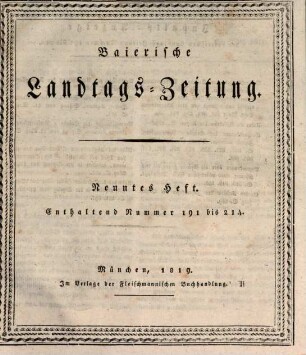 Baierische
Landtags-Zeitung.
Neuntes Heft.
Enthaltend Nummer 191 bis 214.
München, 1819.
Im Verlage der Fleischmannischen Buchhandlung.